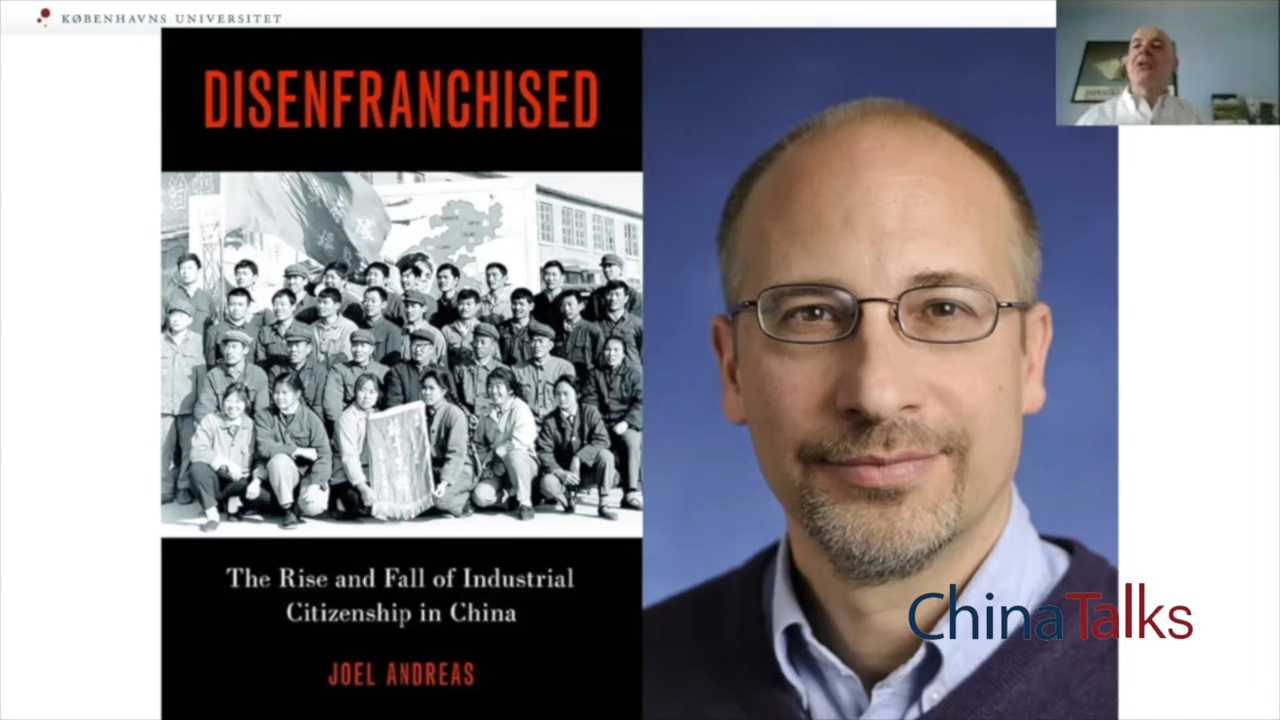 KØBENHAVNS UNIVERSITET
DISENFRANCHISED
The Rise and Fall of Industrial
Citizenship in China
JOEL ANDREAS
ChinaTalks